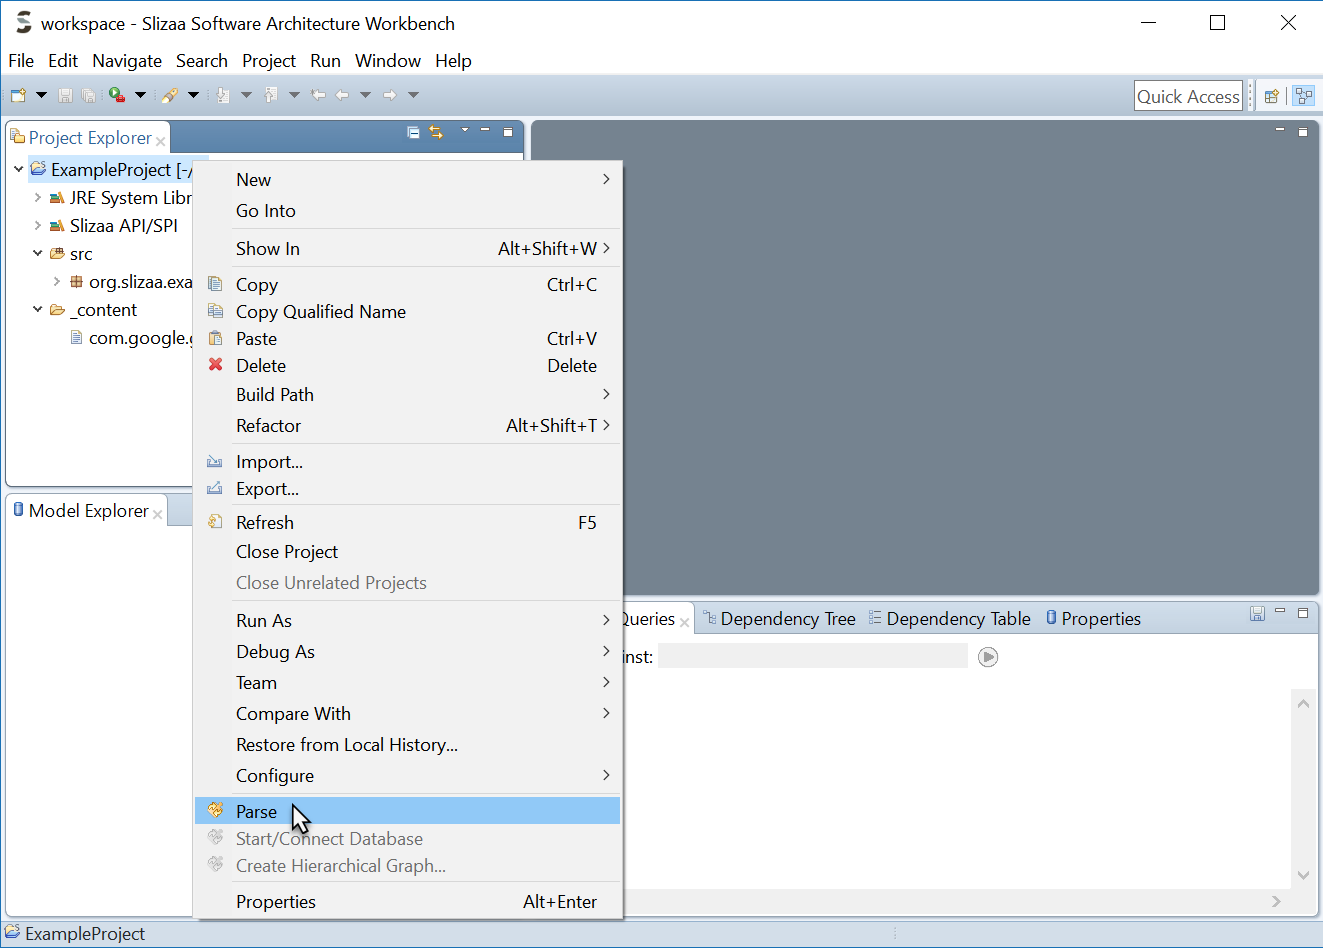 workspace - Slizaa Software Architecture Workbench
File Edit Navigate Search Project Run Window Help
Quick Access
Project Explorer
ExampleProject [-/
JRE System Libr
Slizaa API/SPI
src
org.slizaa.exa
_content
com.google.g
New
Go Into
Show In Alt+Shift+W
Copy Ctrl+C
Copy Qualified Name
Paste Ctrl+V
Delete Delete
Build Path
Refactor Alt+Shift+T
Import...
Export...
Refresh F5
Close Project
Close Unrelated Projects
Run As
Debug As
Team
Compare With
Restore from Local History...
Configure
Parse
Start/Connect Database
Create Hierarchical Graph...
Properties Alt+Enter
Model Explorer
Queries Dependency Tree Dependency Table Properties
inst:
ExampleProject